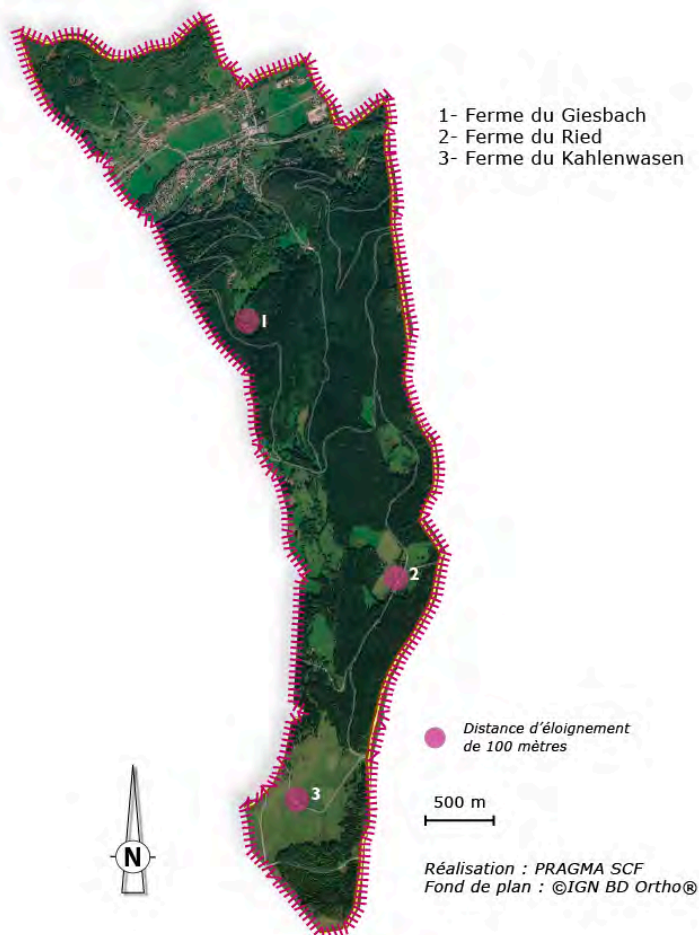 1- Ferme du Giesbach
2- Ferme du Ried
3- Ferme du Kahlenwasen
1
2
3
Distance d'éloignement
de 100 mètres
500 m
N
Réalisation : PRAGMA SCF
Fond de plan : ©IGN BD Ortho®